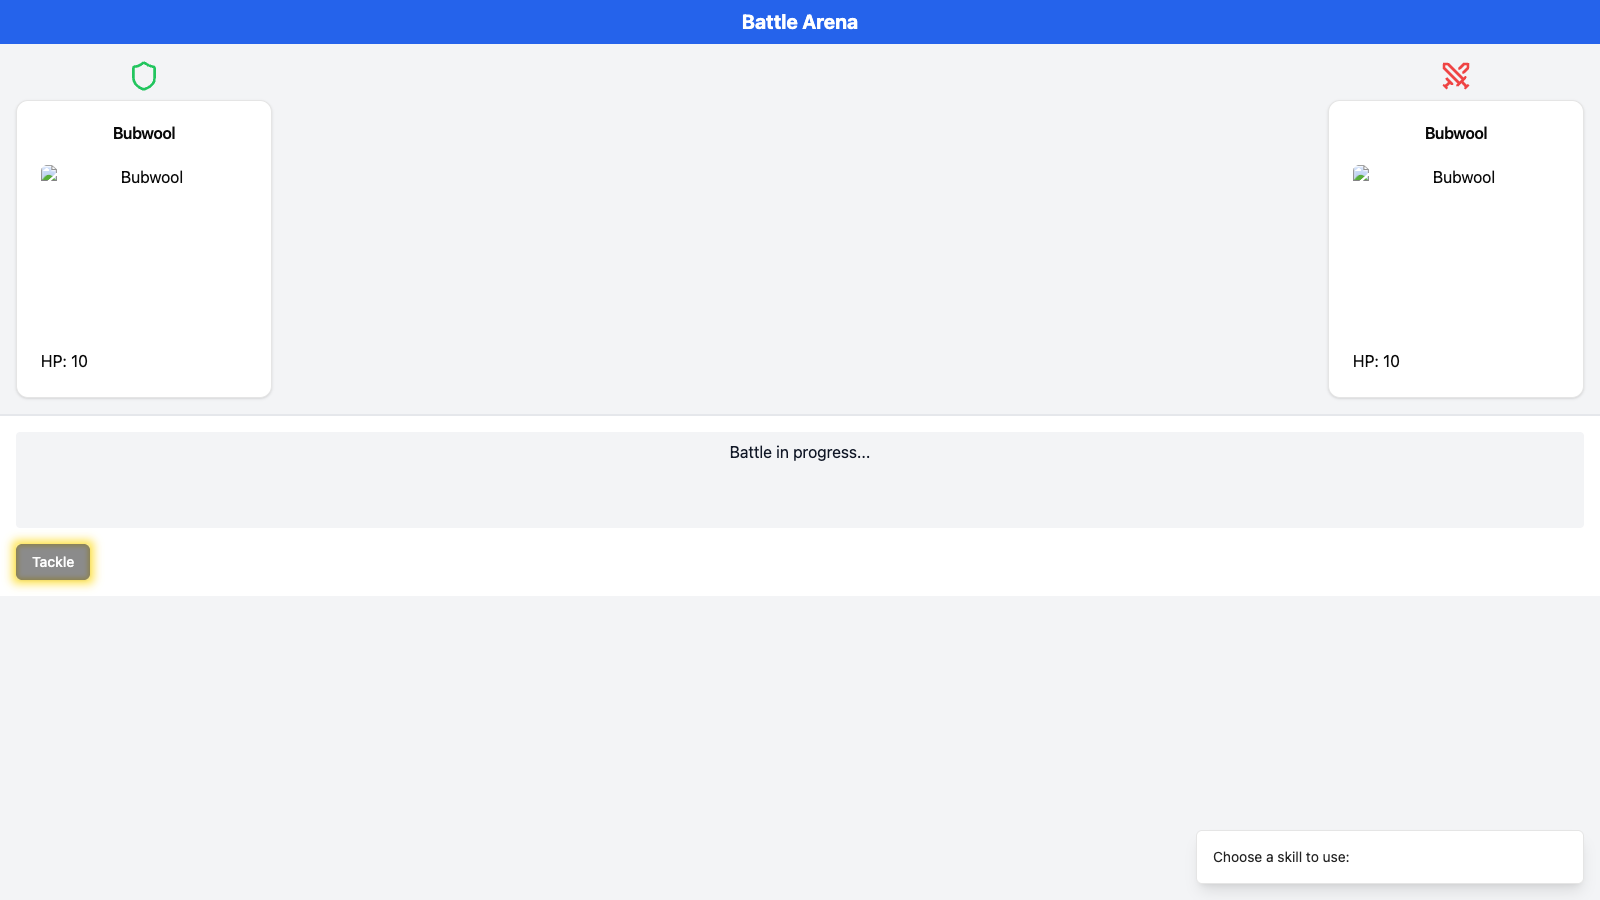 Battle Arena
Bubwool
Bubwool
HP: 10
Bubwool
Bubwool
HP: 10
Battle in progress...
Tackle
Choose a skill to use: